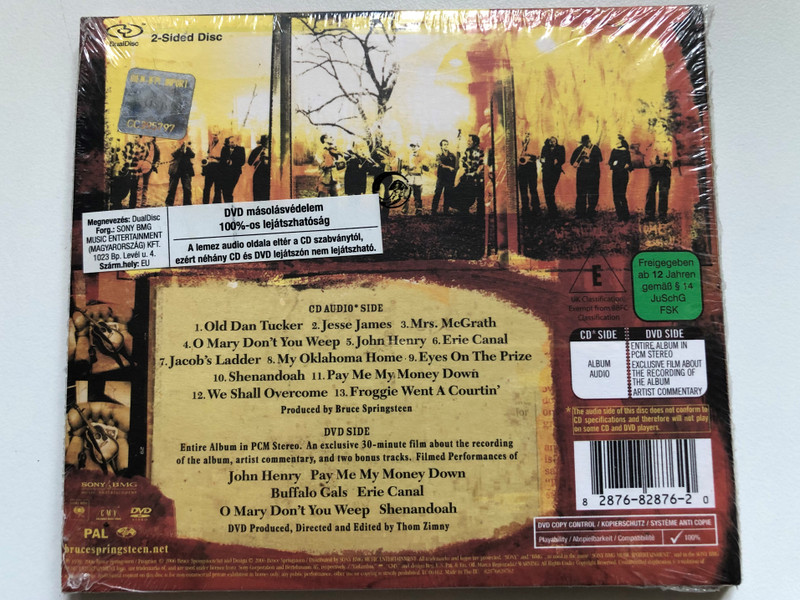 DualDisc
2-Sided Disc
Megnevezés: DualDisc
Forg.: SONY BMG
MUSIC ENTERTAINMENT
(MAGYARORSZÁG) KFT.
1023 Bp. Levél u. 4.
Szárm.hely: EU
DVD másolásvédelem
100%-os lejátszhatóság
A lemez audio oldala eltér a CD szabványtól,
ezért néhány CD és DVD lejátszón nem lejátszható.
E
UK Classification
Exempt from BBFC
Classification
Freigegeben
ab 12 Jahren
gemäß § 14
JuSchG
FSK
CD* SIDE
DVD SIDE
ALBUM
AUDIO
ENTIRE ALBUM IN
PCM STEREO
EXCLUSIVE FILM ABOUT
THE RECORDING OF
THE ALBUM
ARTIST COMMENTARY
*The audio side of this disc does not conform to
CD specifications and therefore will not play
on some CD and DVD players.
CD AUDIO* SIDE
1. Old Dan Tucker 2. Jesse James 3. Mrs. McGrath
4. O Mary Don't You Weep 5. John Henry 6. Erie Canal
7. Jacob's Ladder 8. My Oklahoma Home 9. Eyes On The Prize
10. Shenandoah 11. Pay Me My Money Down
12. We Shall Overcome 13. Froggie Went A Courtin'
Produced by Bruce Springsteen
DVD SIDE
Entire Album in PCM Stereo. An exclusive 30-minute film about the recording
of the album, artist commentary, and two bonus tracks. Filmed Performances of
John Henry Pay Me My Money Down
Buffalo Gals Erie Canal
O Mary Don't You Weep Shenandoah
DVD Produced, Directed and Edited by Thom Zimny
8 2876-82876-2 0
DVD COPY CONTROL / KOPIERSCHUTZ / SYSTÈME ANTI COPIE
Playability / Abspielbarkeit / Compatibilité
100%
SONY BMG
DVD
PAL
brucespringsteen.net